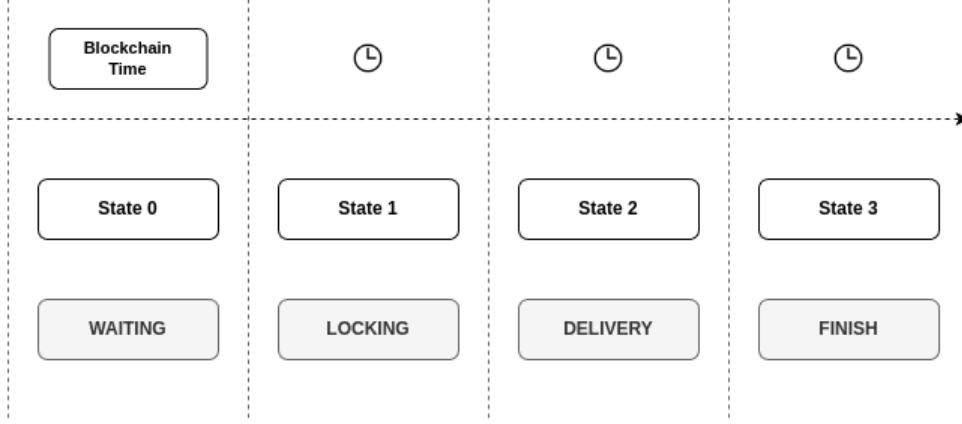 Blockchain
Time
State 0
State 1
State 2
State 3
WAITING
LOCKING
DELIVERY
FINISH